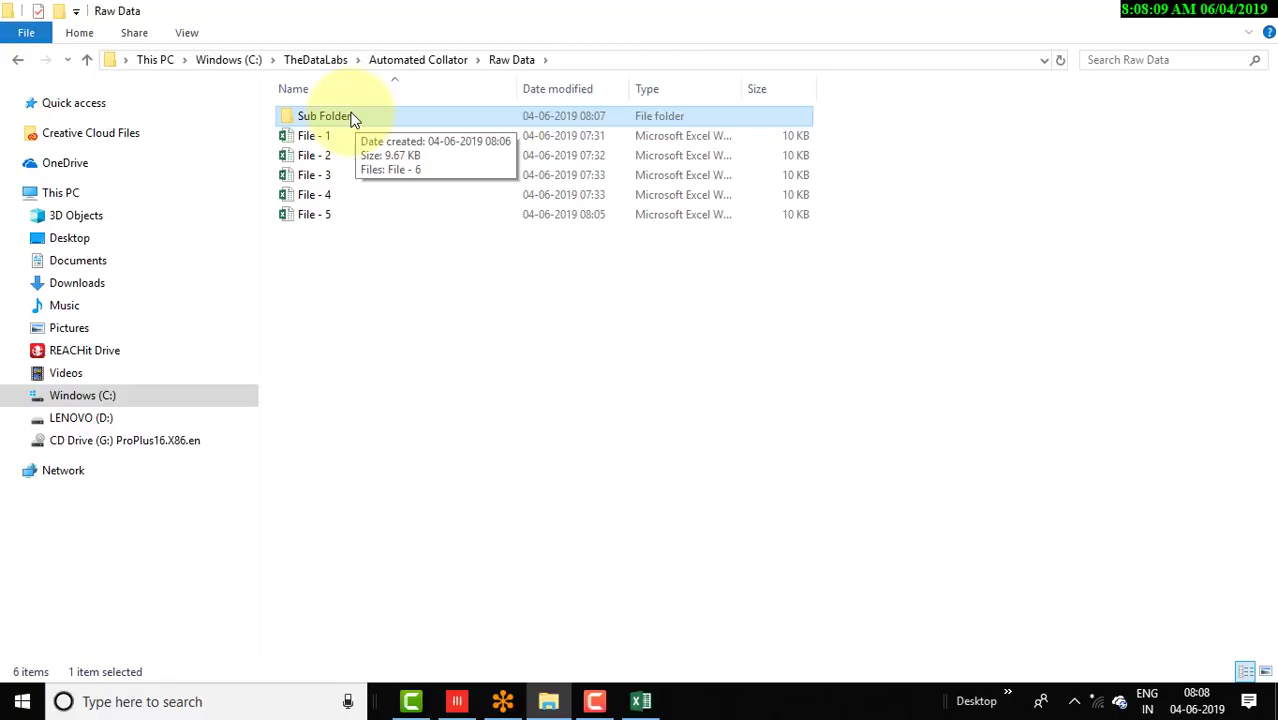 Raw Data
8:08:09 AM 06/04/2019
File Home Share View
This PC Windows (C:) TheDataLabs Automated Collator Raw Data
Search Raw Data
Name Date modified Type Size
Sub Folder 04-06-2019 08:07 File folder
File - 1 04-06-2019 07:31 Microsoft Excel W... 10 KB
File - 2 04-06-2019 07:32 Microsoft Excel W... 10 KB
File - 3 04-06-2019 07:33 Microsoft Excel W... 10 KB
File - 4 04-06-2019 07:33 Microsoft Excel W... 10 KB
File - 5 04-06-2019 08:05 Microsoft Excel W... 10 KB
Date created: 04-06-2019 08:06
Size: 9.67 KB
Files: File - 6
Quick access
Creative Cloud Files
OneDrive
This PC
3D Objects
Desktop
Documents
Downloads
Music
Pictures
REACHit Drive
Videos
Windows (C:)
LENOVO (D:)
CD Drive (G:) ProPlus16.X86.en
Network
6 items 1 item selected
Type here to search
Desktop
ENG
IN
08:08
04-06-2019